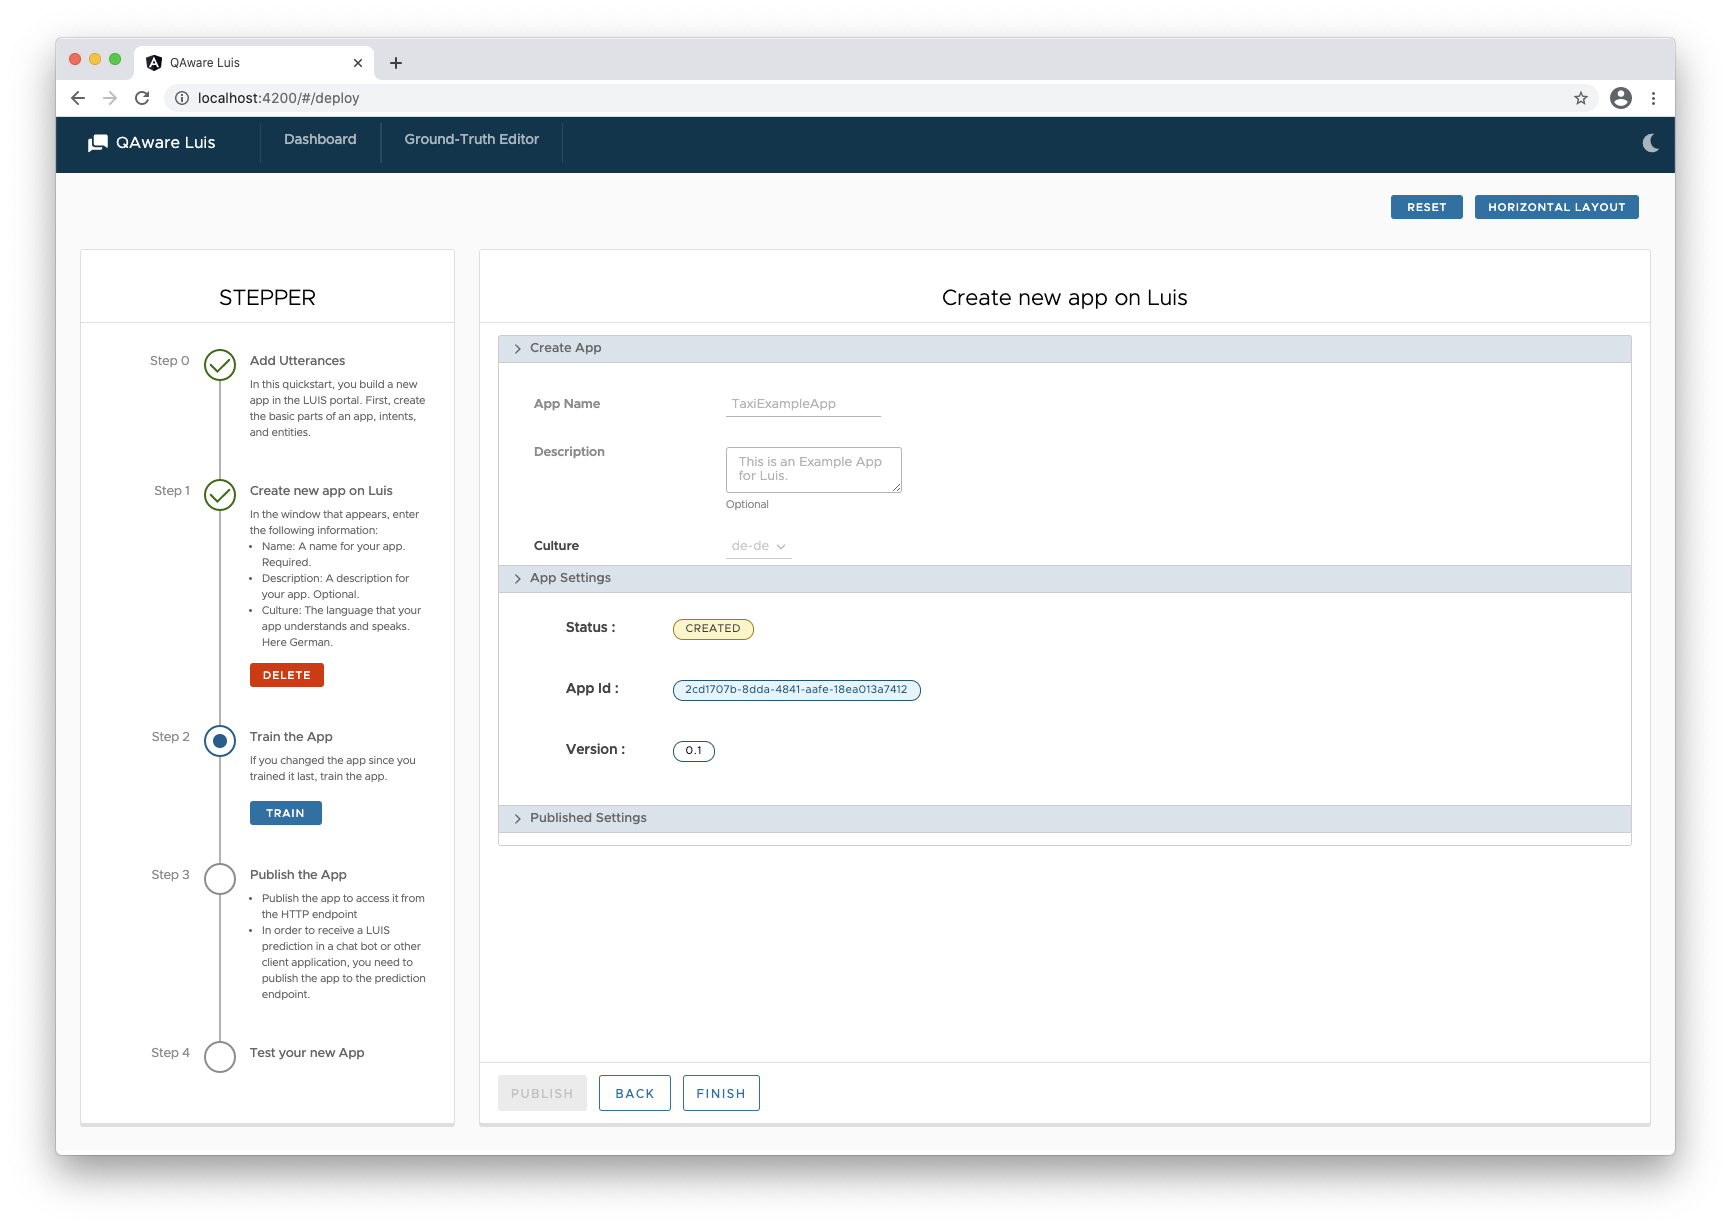 QAware Luis
localhost:4200/#/deploy
QAware Luis
Dashboard
Ground-Truth Editor
RESET
HORIZONTAL LAYOUT
STEPPER
Step 0
Add Utterances
In this quickstart, you build a new
app in the LUIS portal. First, create
the basic parts of an app, intents,
and entities.
Step 1
Create new app on Luis
In the window that appears, enter
the following information:
• Name: A name for your app.
Required.
• Description: A description for
your app. Optional.
• Culture: The language that your
app understands and speaks.
Here German.
DELETE
Step 2
Train the App
If you changed the app since you
trained it last, train the app.
TRAIN
Step 3
Publish the App
• Publish the app to access it from
the HTTP endpoint
• In order to receive a LUIS
prediction in a chat bot or other
client application, you need to
publish the app to the prediction
endpoint.
Step 4
Test your new App
Create new app on Luis
Create App
App Name
TaxiExampleApp
Description
This is an Example App
for Luis.
Optional
Culture
de-de
App Settings
Status :
CREATED
App Id :
2cd1707b-8dda-4841-aafe-18ea013a7412
Version :
0.1
Published Settings
PUBLISH
BACK
FINISH